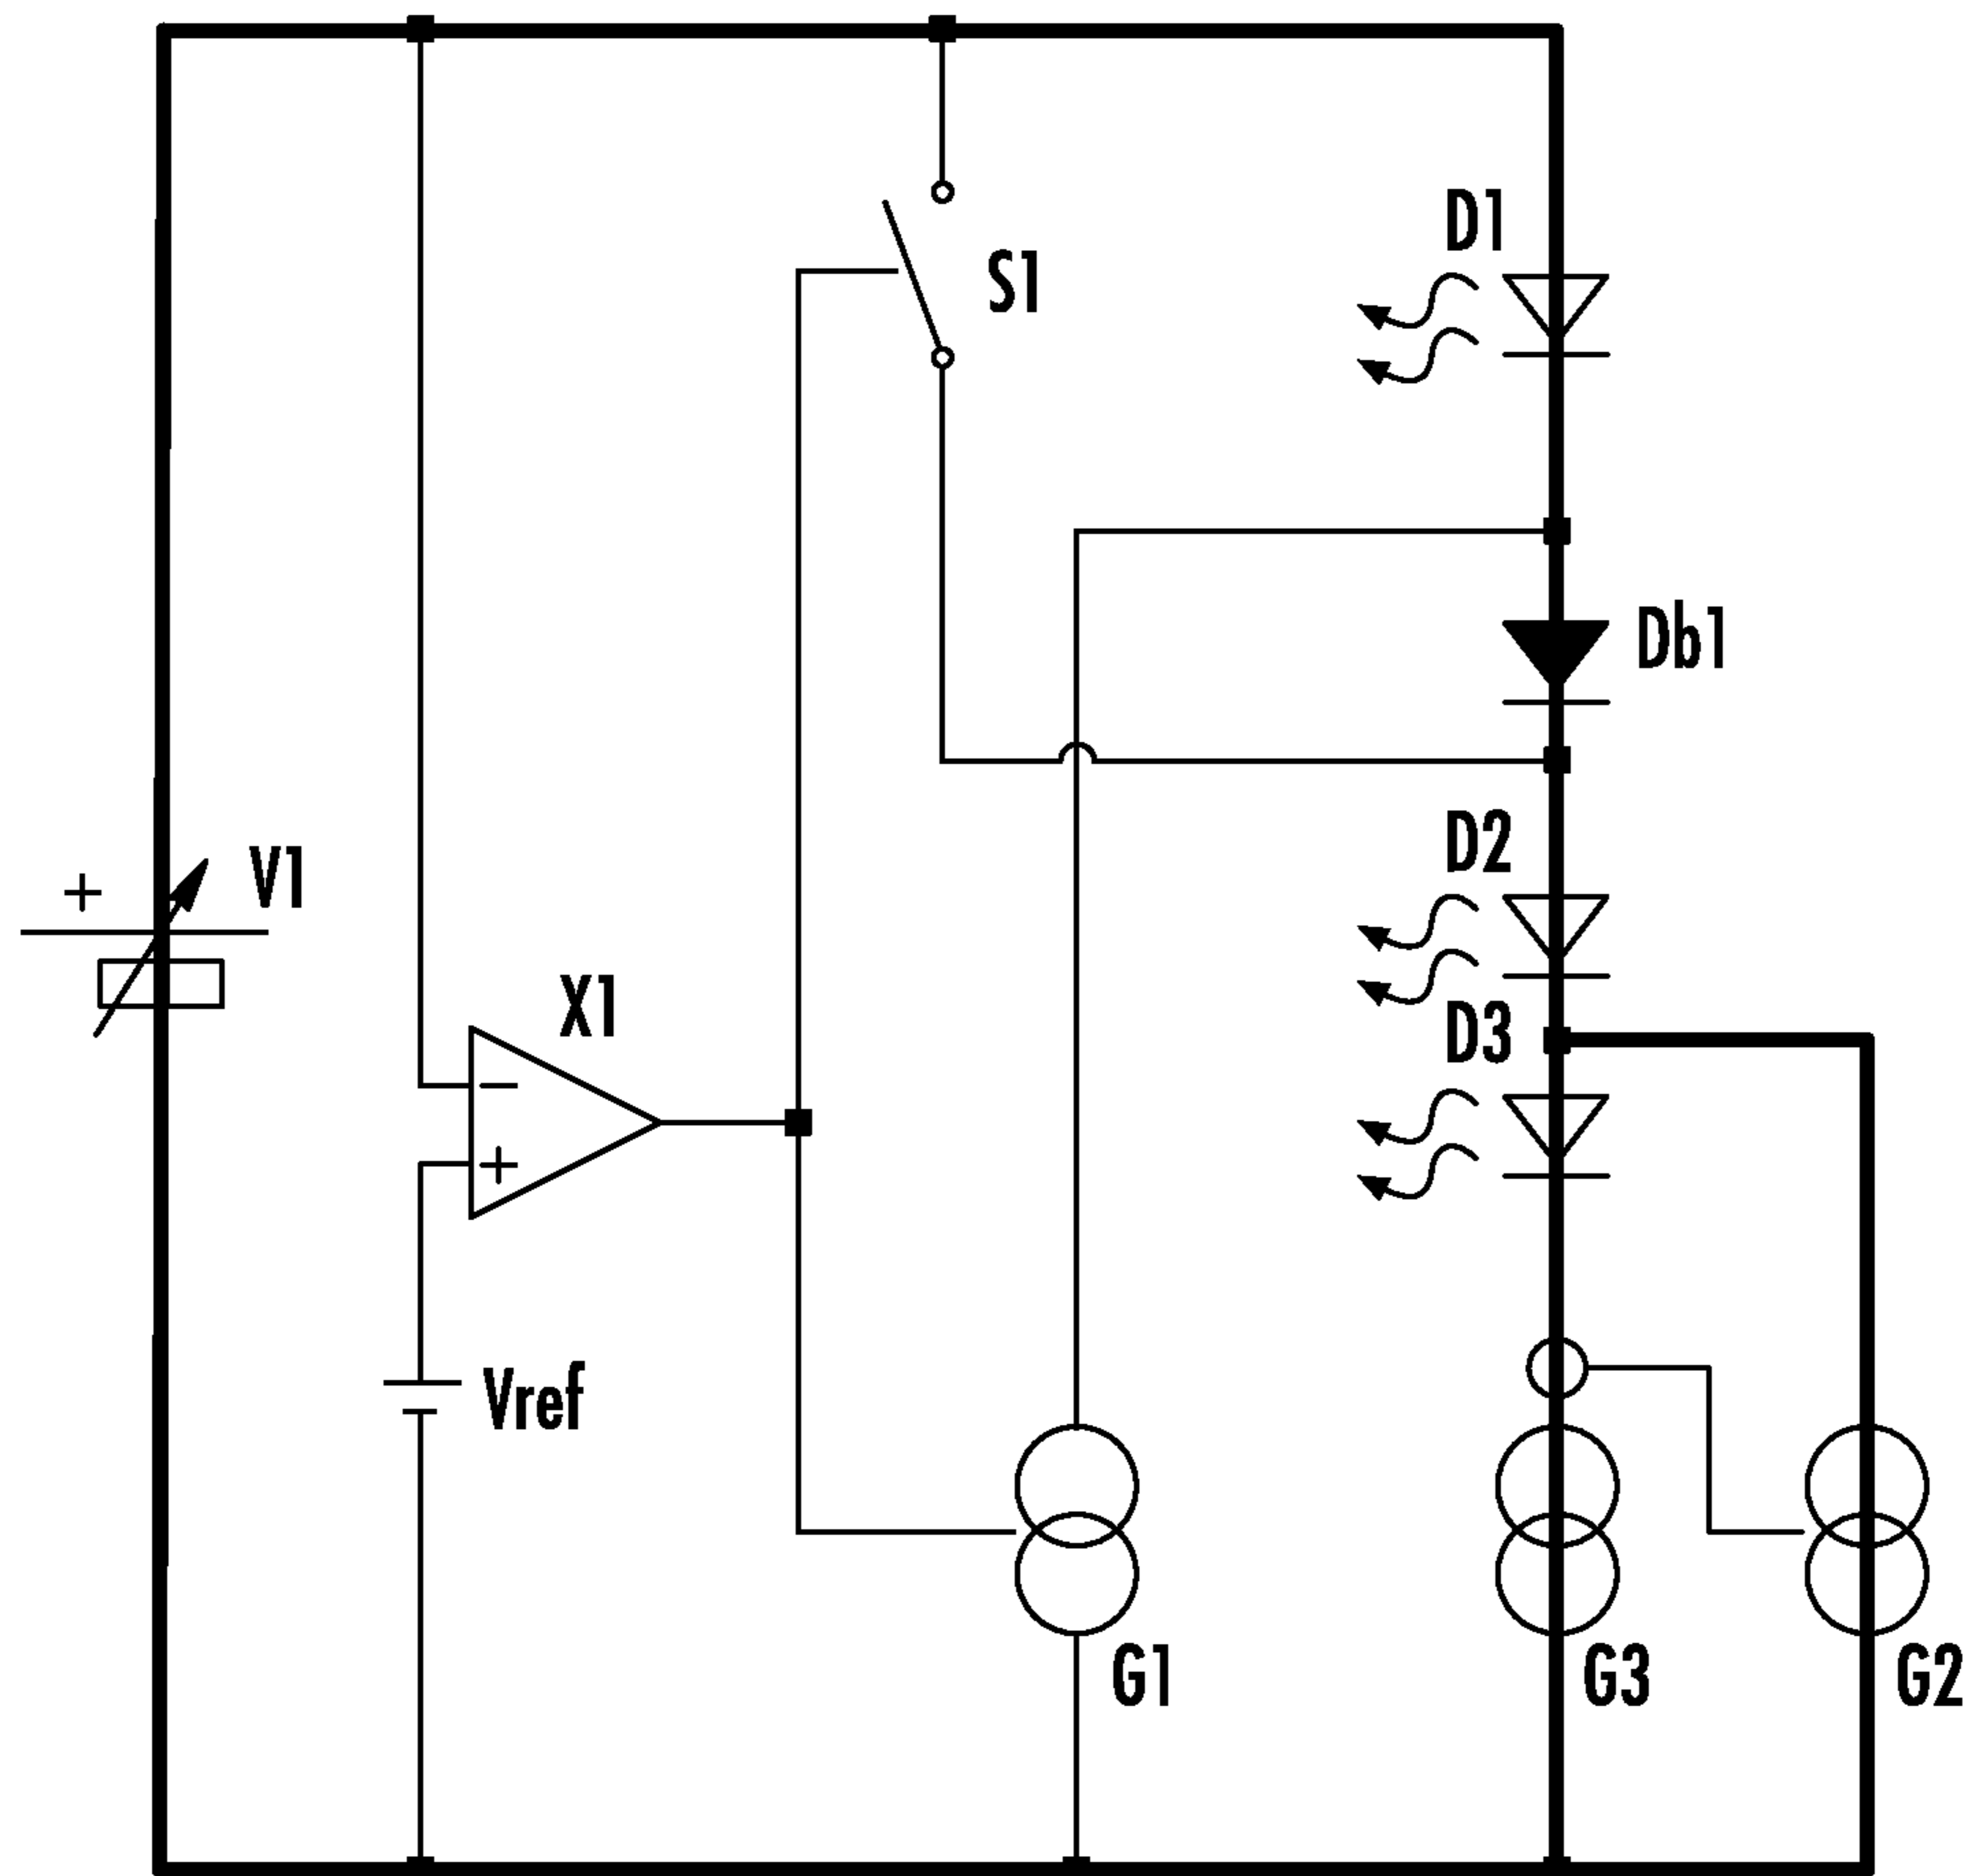 D1
S1
Db1
D2
+ V1
X1
D3
−
+
Vref
G1
G3
G2